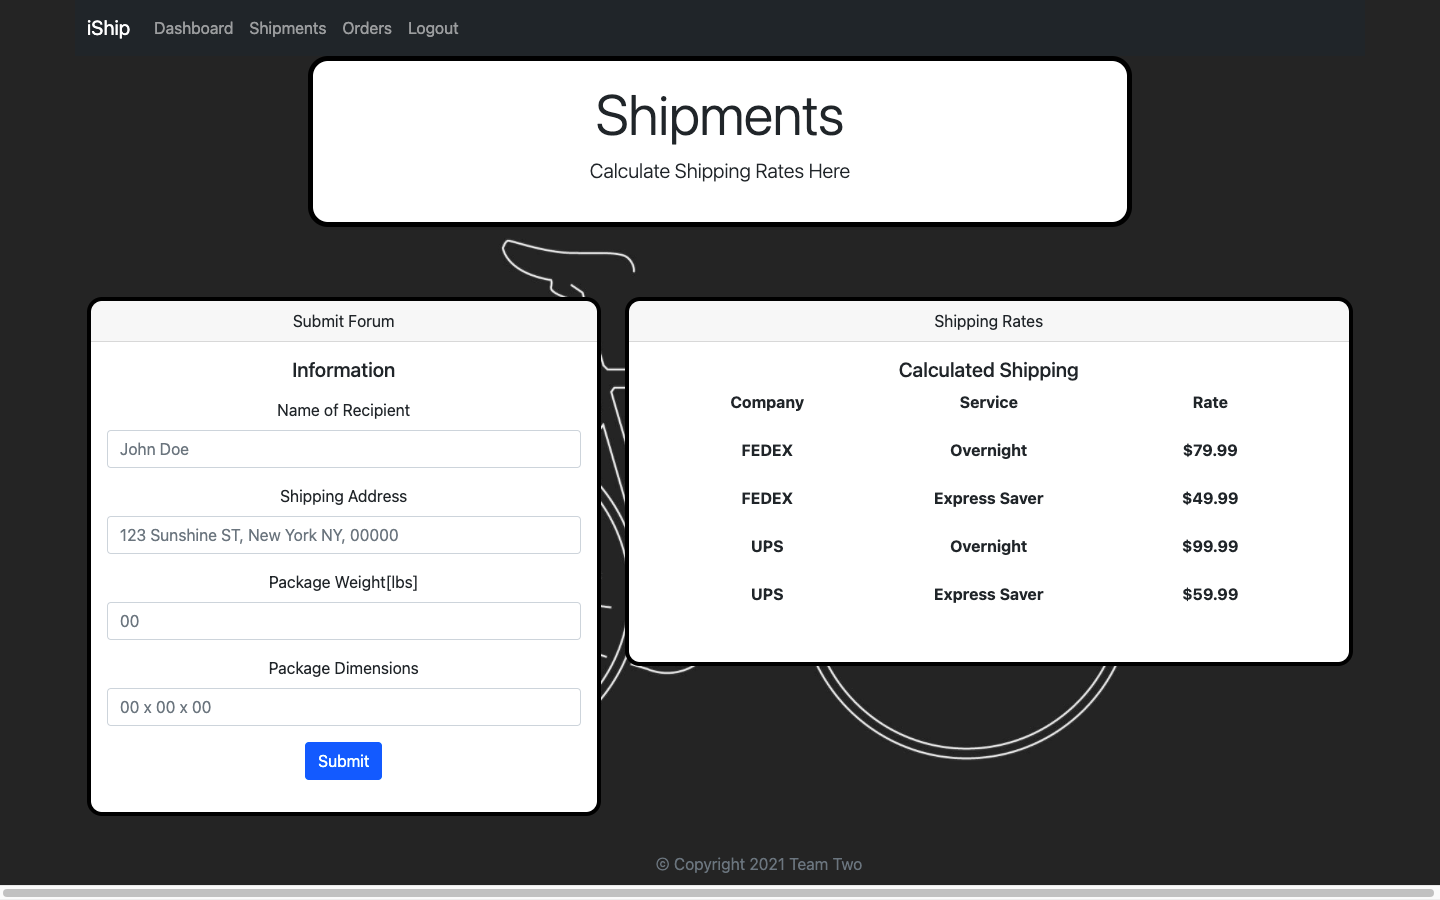 iShip Dashboard Shipments Orders Logout
Shipments
Calculate Shipping Rates Here
Submit Forum
Information
Name of Recipient
John Doe
Shipping Address
123 Sunshine ST, New York NY, 00000
Package Weight[lbs]
00
Package Dimensions
00 x 00 x 00
Submit
Shipping Rates
Calculated Shipping
Company Service Rate
FEDEX Overnight $79.99
FEDEX Express Saver $49.99
UPS Overnight $99.99
UPS Express Saver $59.99
© Copyright 2021 Team Two